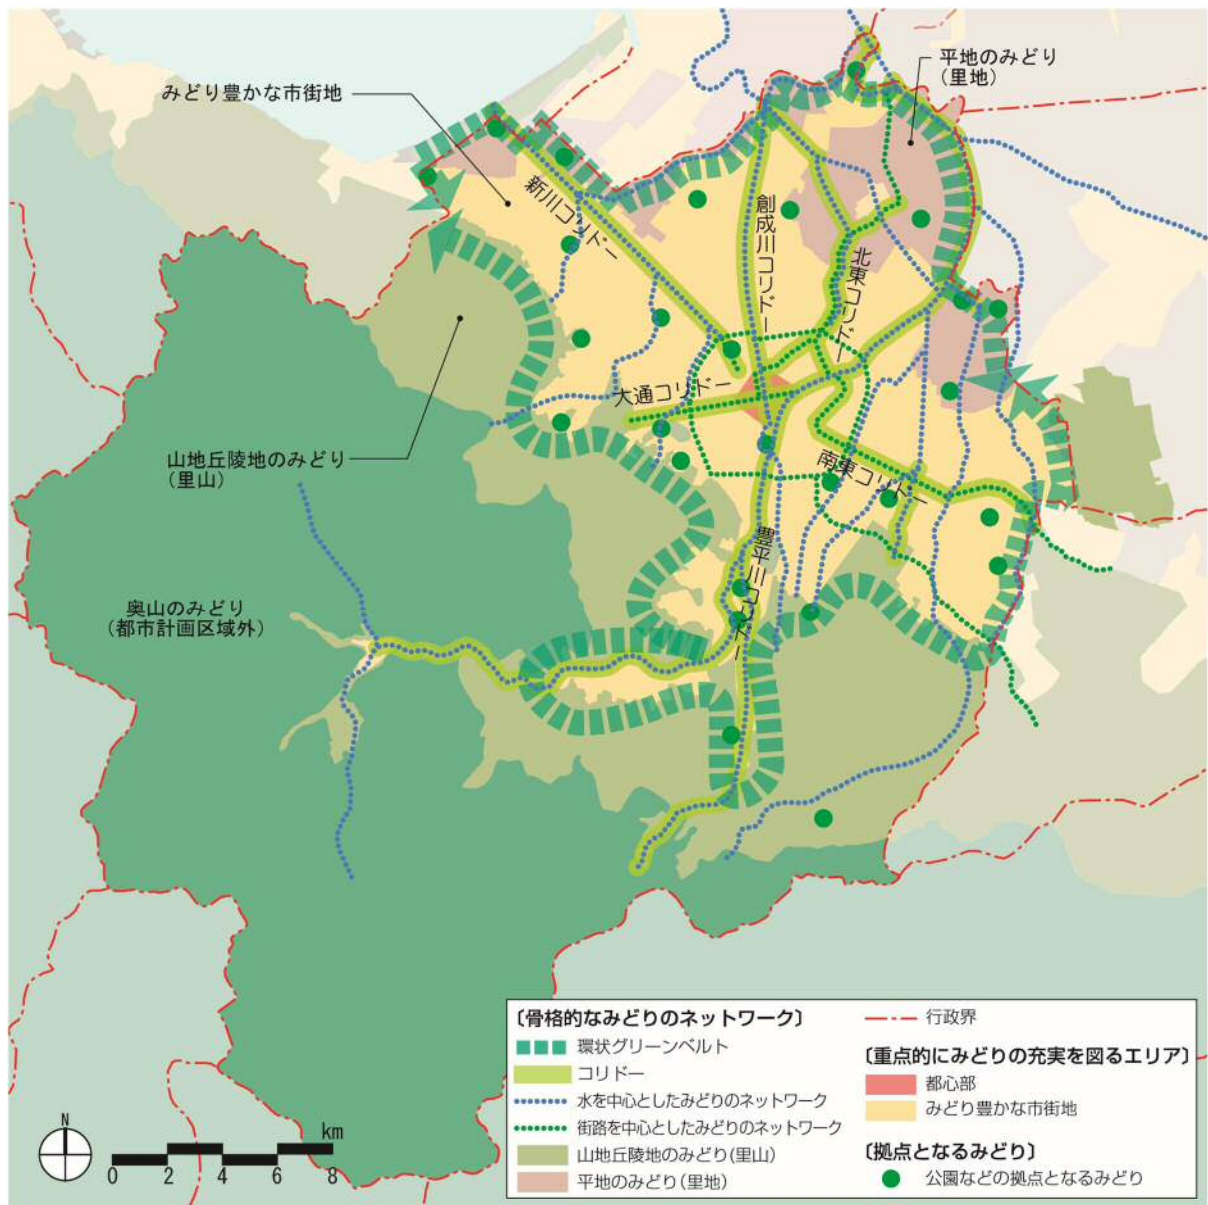 平地のみどり
(里地)
みどり豊かな市街地
新川コリドー
創成川コリドー
北東コリドー
大通コリドー
山地丘陵地のみどり
(里山)
南東コリドー
豊平川コリドー
奥山のみどり
(都市計画区域外)
〔骨格的なみどりのネットワーク〕
環状グリーンベルト
コリドー
水を中心としたみどりのネットワーク
街路を中心としたみどりのネットワーク
山地丘陵地のみどり(里山)
平地のみどり(里地)
行政界
〔重点的にみどりの充実を図るエリア〕
都心部
みどり豊かな市街地
〔拠点となるみどり〕
公園などの拠点となるみどり
N
km
0 2 4 6 8